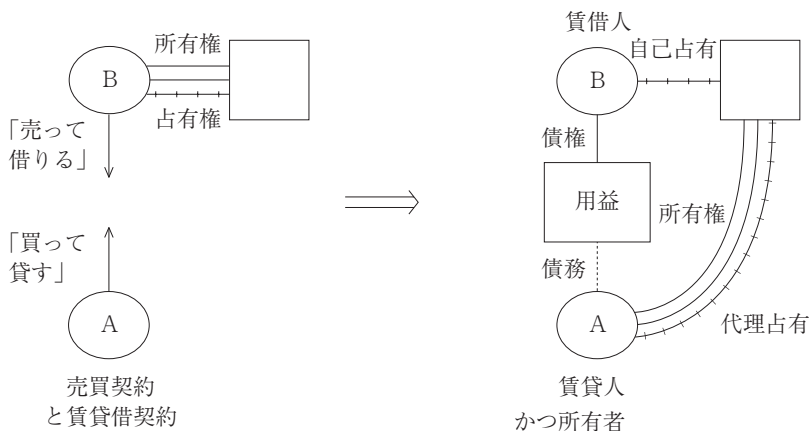 所有権
B
占有権
「売って
借りる」
「買って
貸す」
A
売買契約
と賃貸借契約
賃借人
自己占有
B
債権
用益
所有権
債務
A
代理占有
賃貸人
かつ所有者